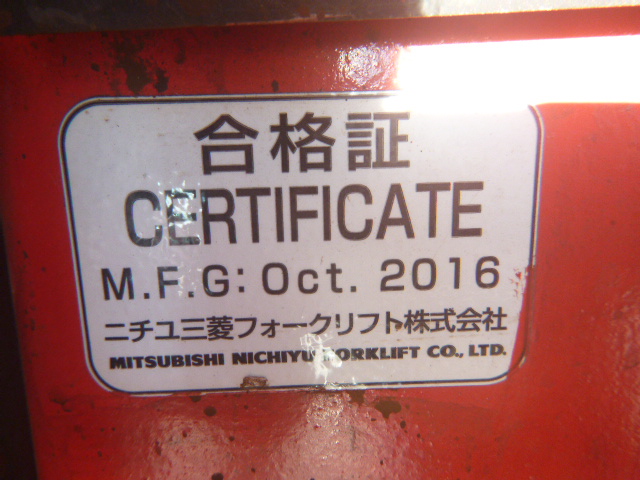 合格証
CERTIFICATE
M.F.G: Oct. 2016
ニチユ三菱フォークリフト株式会社
MITSUBISHI NICHIYU FORKLIFT CO., LTD.